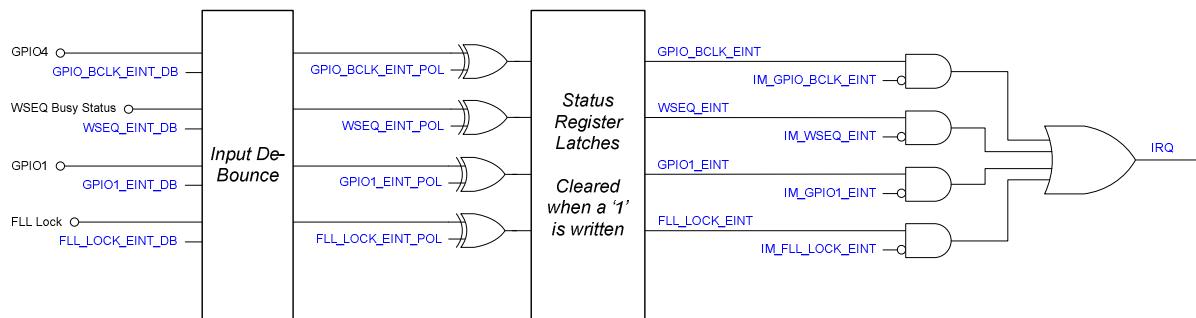 GPIO4
GPIO_BCLK_EINT_DB
WSEQ Busy Status
WSEQ_EINT_DB
GPIO1
GPIO1_EINT_DB
FLL Lock
FLL_LOCK_EINT_DB
Input De-
Bounce
GPIO_BCLK_EINT_POL
WSEQ_EINT_POL
GPIO1_EINT_POL
FLL_LOCK_EINT_POL
Status
Register
Latches
Cleared
when a ‘1’
is written
GPIO_BCLK_EINT
IM_GPIO_BCLK_EINT
WSEQ_EINT
IM_WSEQ_EINT
GPIO1_EINT
IM_GPIO1_EINT
FLL_LOCK_EINT
IM_FLL_LOCK_EINT
IRQ